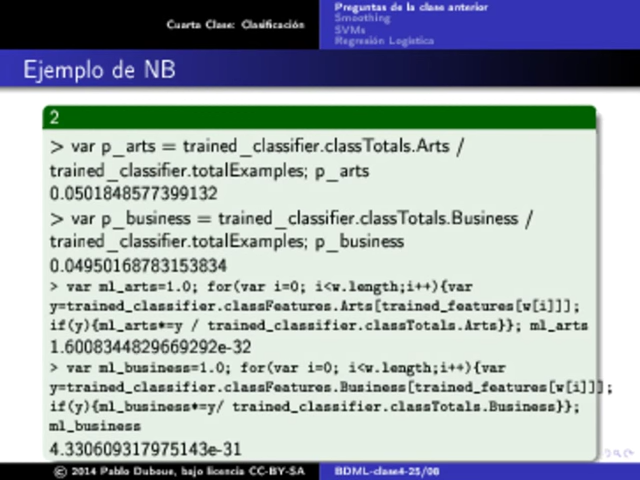 Cuarta Clase: Clasificación
Preguntas de la clase anterior
Smoothing
SVMs
Regresión Logística
Ejemplo de NB
2
> var p_arts = trained_classifier.classTotals.Arts /
trained_classifier.totalExamples; p_arts
0.0501848577399132
> var p_business = trained_classifier.classTotals.Business /
trained_classifier.totalExamples; p_business
0.04950168783153834
> var ml_arts=1.0; for(var i=0; i<w.length;i++){var
y=trained_classifier.classFeatures.Arts[trained_features[w[i]]];
if(y){ml_arts*=y / trained_classifier.classTotals.Arts}}; ml_arts
1.6008344829669292e-32
> var ml_business=1.0; for(var i=0; i<w.length;i++){var
y=trained_classifier.classFeatures.Business[trained_features[w[i]]];
if(y){ml_business*=y/ trained_classifier.classTotals.Business}};
ml_business
4.330609317975143e-31
© 2014 Pablo Duboue, bajo licencia CC-BY-SA
BDML-clase4-25/08